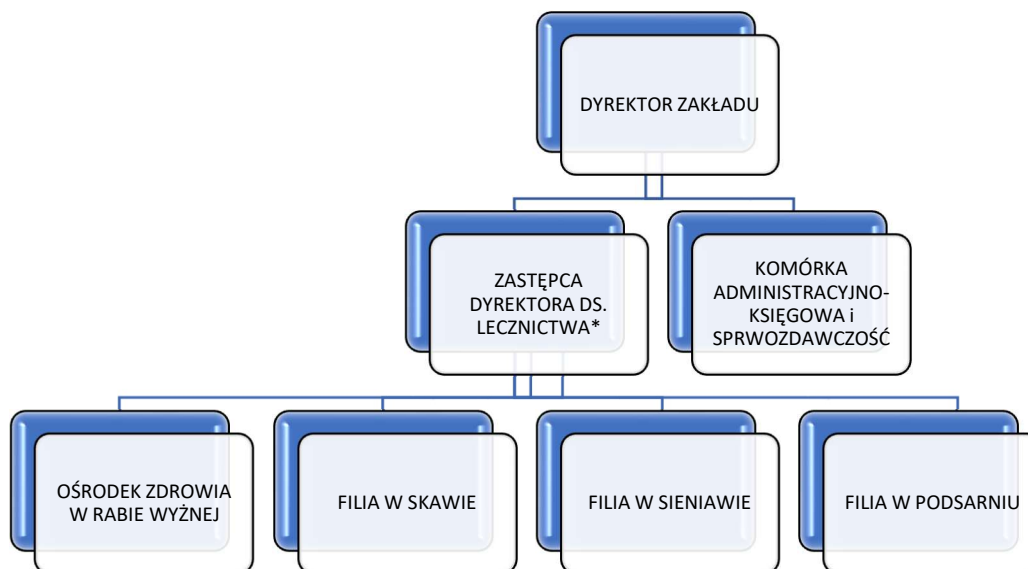 DYREKTOR ZAKŁADU
ZASTĘPCA
DYREKTORA DS.
LECZNICTWA*
KOMÓRKA
ADMINISTRACYJNO-
KSIĘGOWA i
SPRWOZDAWCZOŚĆ
OŚRODEK ZDROWIA
W RABIE WYŻNEJ
FILIA W SKAWIE
FILIA W SIENIAWIE
FILIA W PODSARNIU